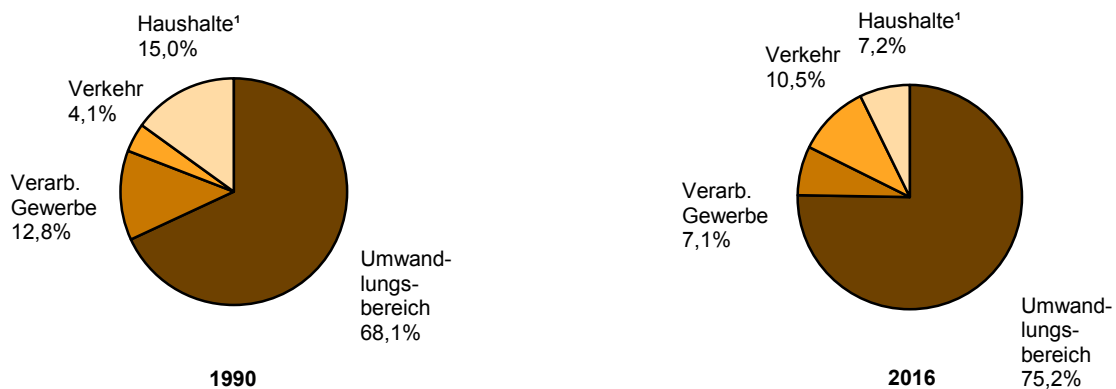 Haushalte¹
15,0%
Verkehr
4,1%
Verarb.
Gewerbe
12,8%
Umwand-
lungs-
bereich
68,1%
1990
Haushalte¹
7,2%
Verkehr
10,5%
Verarb.
Gewerbe
7,1%
Umwand-
lungs-
bereich
75,2%
2016